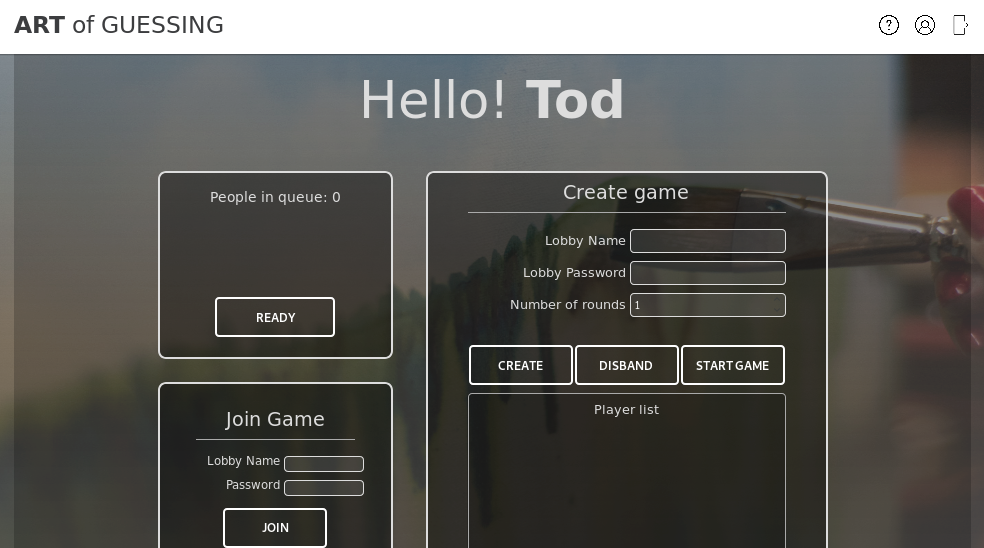 ART of GUESSING
Hello! Tod
People in queue: 0
READY
Join Game
Lobby Name
Password
JOIN
Create game
Lobby Name
Lobby Password
Number of rounds 1
CREATE DISBAND START GAME
Player list